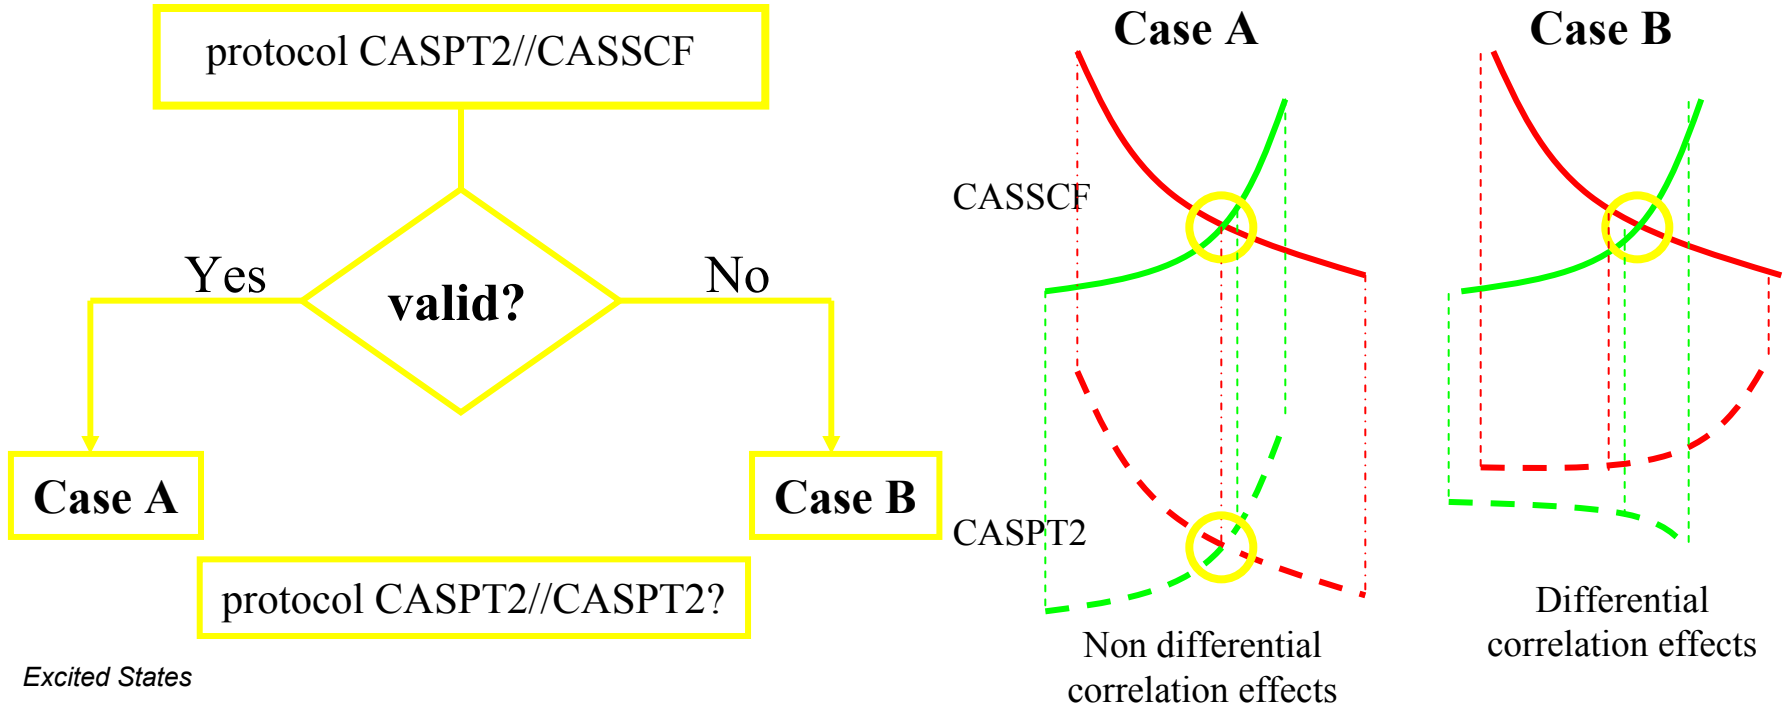 protocol CASPT2//CASSCF
Yes
valid?
No
Case A
Case B
protocol CASPT2//CASPT2?
Excited States
Case A
Case B
CASSCF
CASPT2
Non differential
correlation effects
Differential
correlation effects